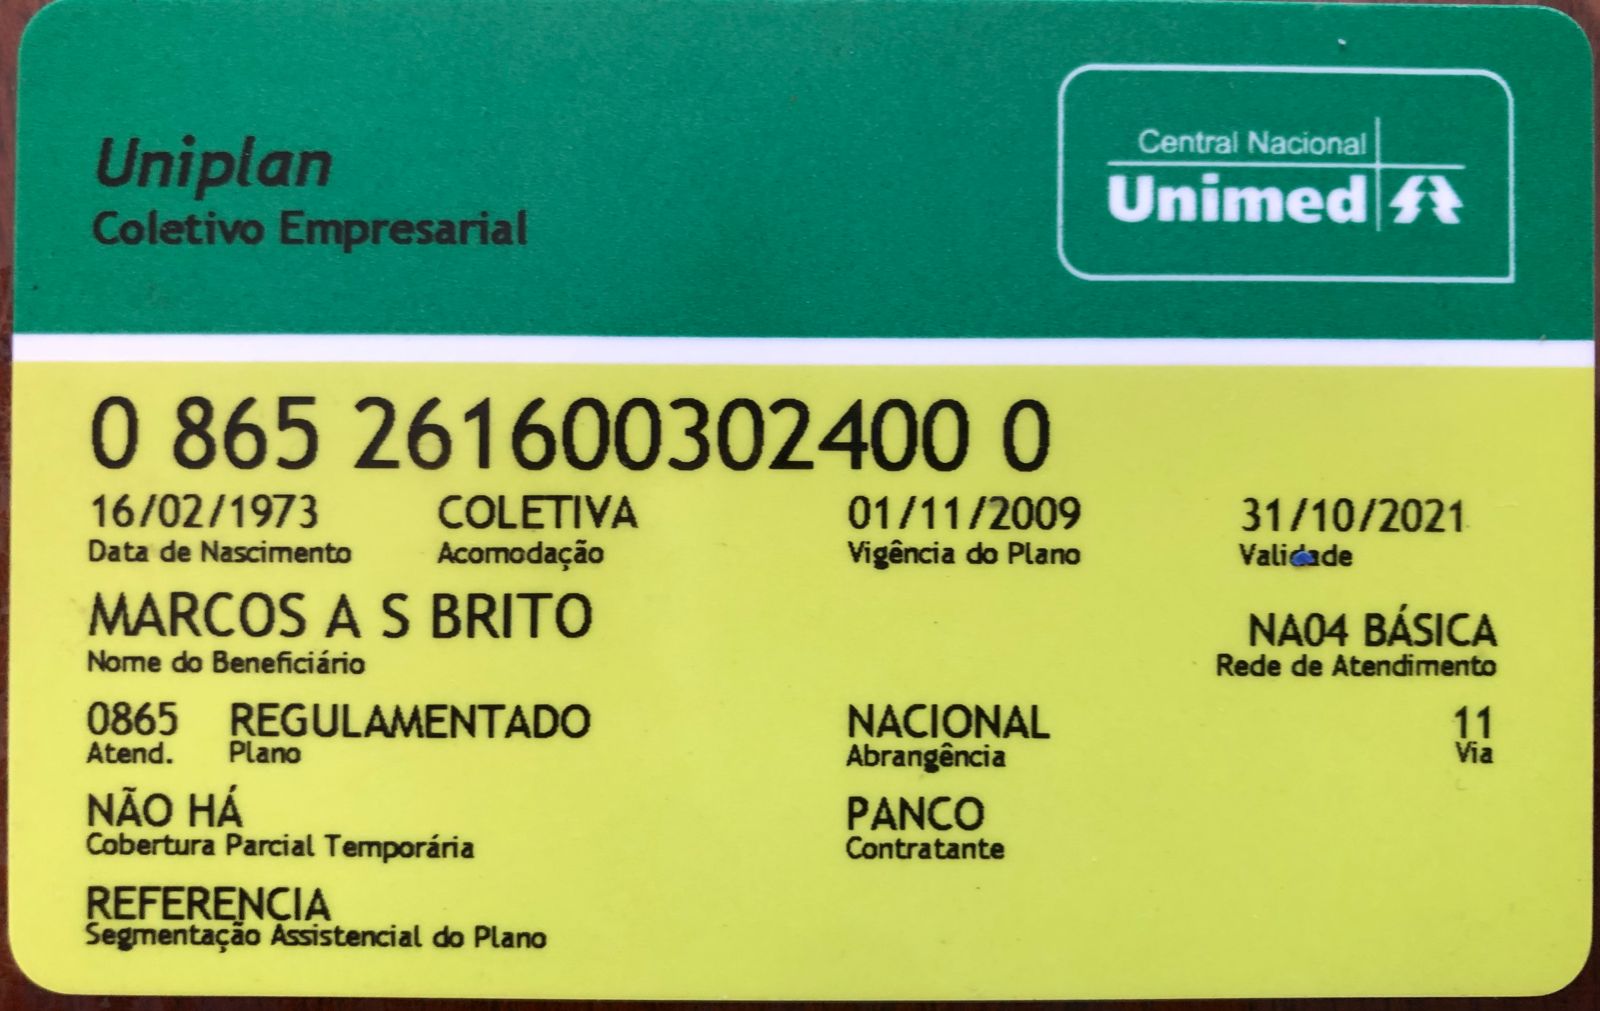 Uniplan
Coletivo Empresarial
Central Nacional
Unimed
0 865 261600302400 0
16/02/1973 COLETIVA 01/11/2009 31/10/2021
Data de Nascimento Acomodação Vigência do Plano Validade
MARCOS A S BRITO NA04 BÁSICA
Nome do Beneficiário Rede de Atendimento
0865 REGULAMENTADO NACIONAL 11
Atend. Plano Abrangência Via
NÃO HÁ PANCO
Cobertura Parcial Temporária Contratante
REFERENCIA
Segmentação Assistencial do Plano